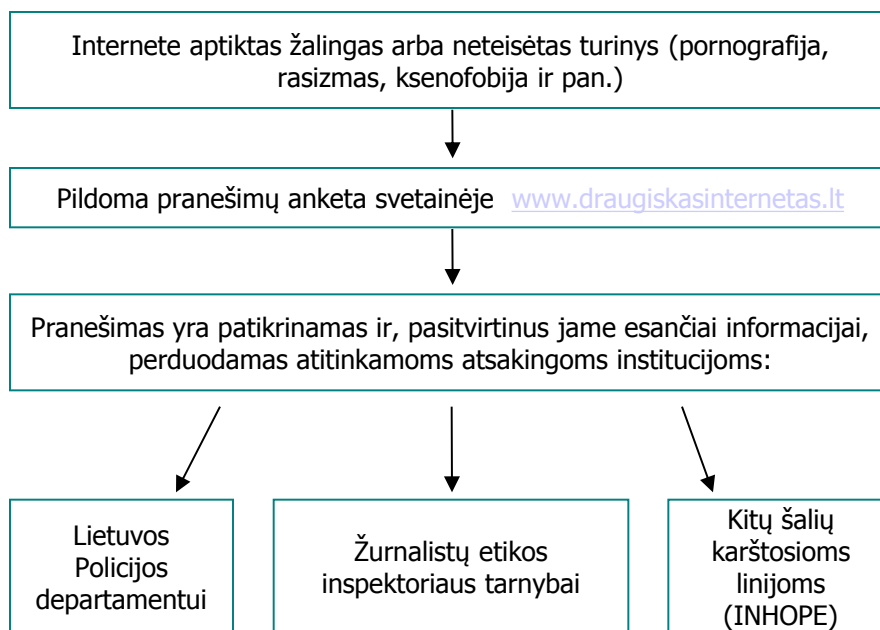 Internete aptiktas žalingas arba neteisėtas turinys (pornografija,
rasizmas, ksenofobija ir pan.)
Pildoma pranešimų anketa svetainėje www.draugiskasinternetas.lt
Pranešimas yra patikrinamas ir, pasitvirtinus jame esančiai informacijai,
perduodamas atitinkamoms atsakingoms institucijoms:
Lietuvos
Policijos
departamentui
Žurnalistų etikos
inspektoriaus tarnybai
Kitų šalių
karštosioms
linijoms
(INHOPE)